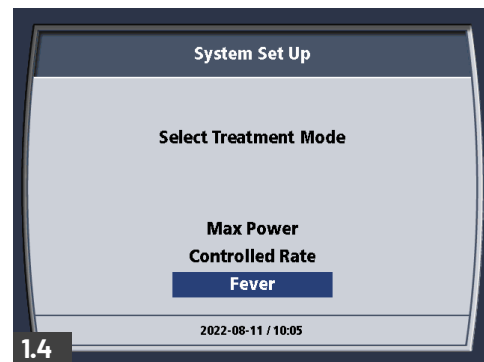 System Set Up
Select Treatment Mode
Max Power
Controlled Rate
Fever
2022-08-11 / 10:05
1.4